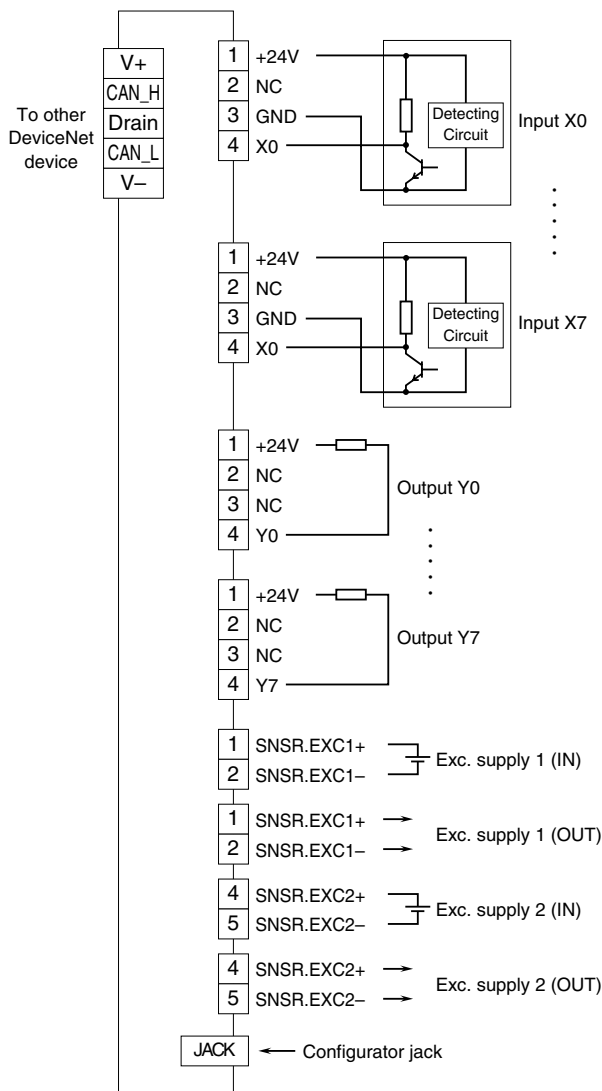 To other
DeviceNet
device
V+
CAN_H
Drain
CAN_L
V–
1 +24V
2 NC
3 GND
4 X0
Detecting
Circuit
Input X0
1 +24V
2 NC
3 GND
4 X0
Detecting
Circuit
Input X7
1 +24V
2 NC
3 NC
4 Y0
Output Y0
1 +24V
2 NC
3 NC
4 Y7
Output Y7
1 SNSR.EXC1+
2 SNSR.EXC1–
Exc. supply 1 (IN)
1 SNSR.EXC1+
2 SNSR.EXC1–
Exc. supply 1 (OUT)
4 SNSR.EXC2+
5 SNSR.EXC2–
Exc. supply 2 (IN)
4 SNSR.EXC2+
5 SNSR.EXC2–
Exc. supply 2 (OUT)
JACK
Configurator jack